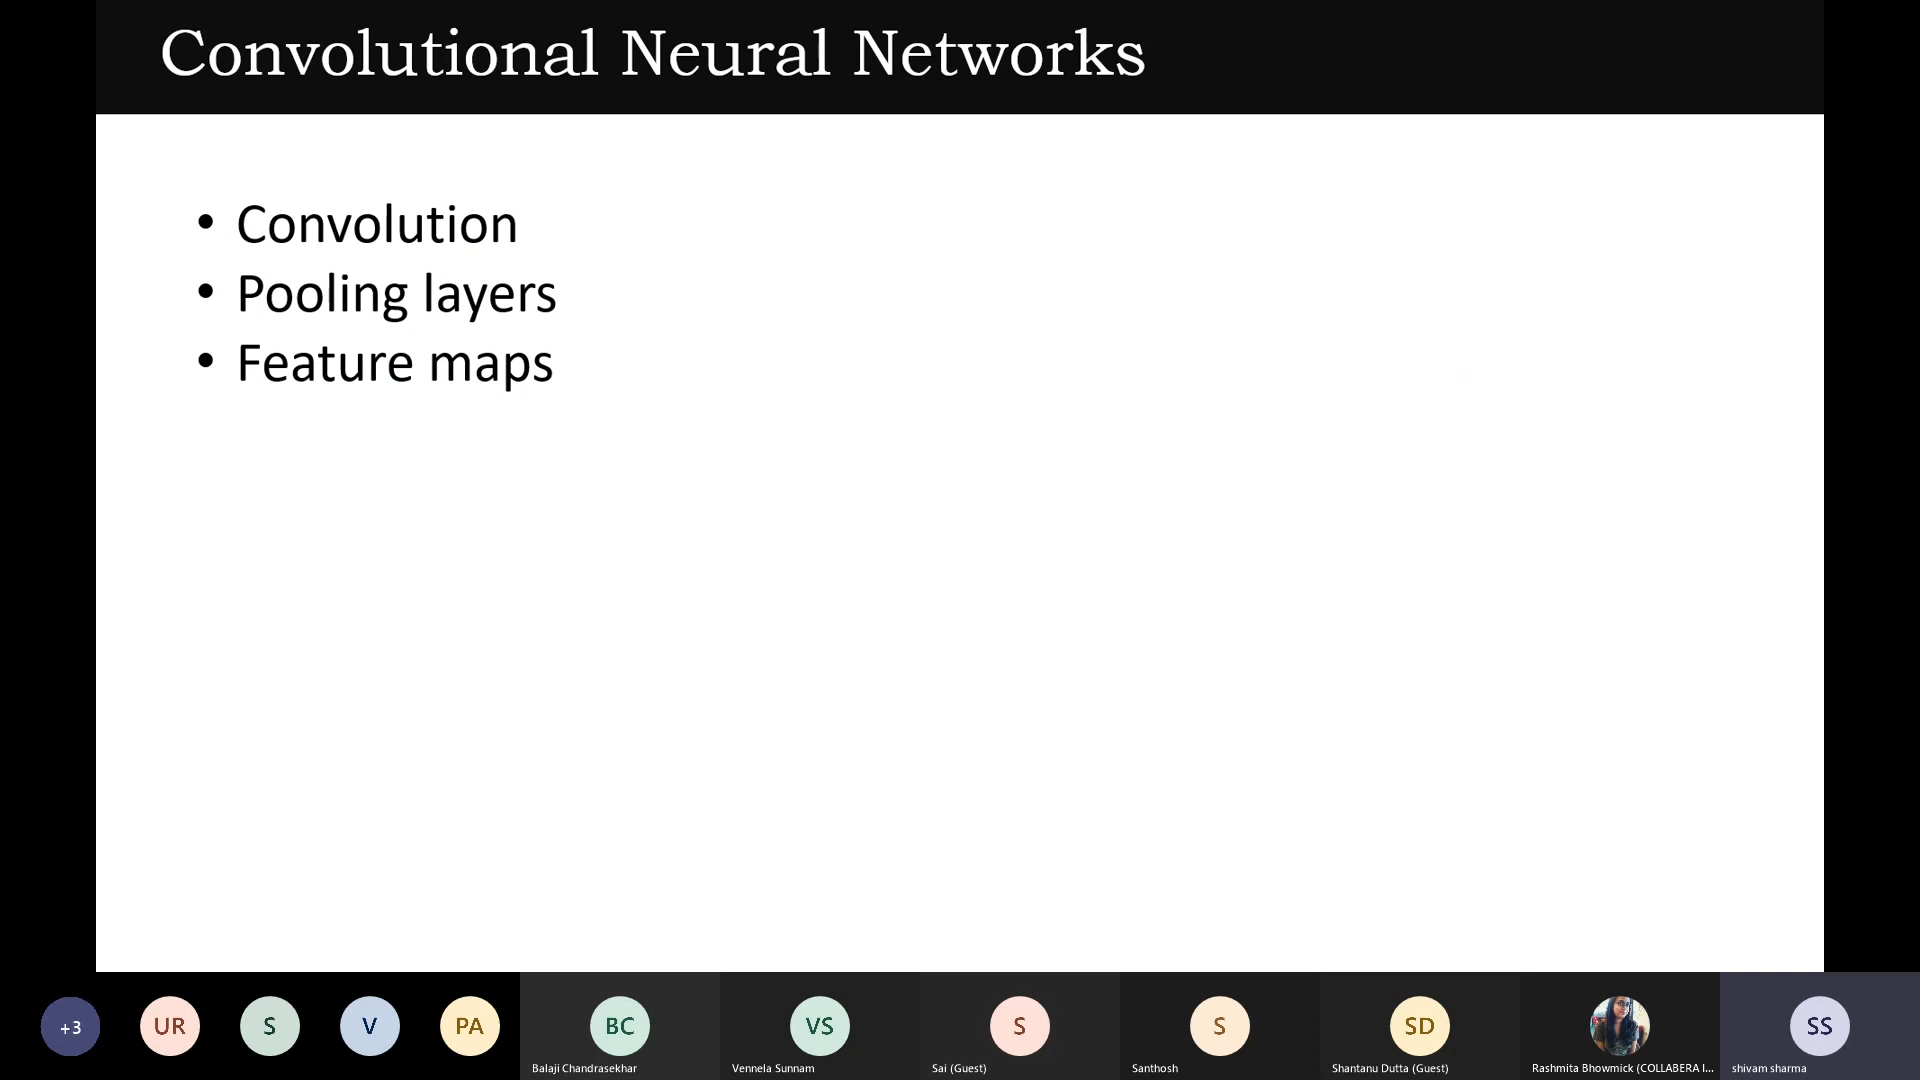 Convolutional Neural Networks
• Convolution
• Pooling layers
• Feature maps
+3
UR
S
V
PA
BC
VS
S
S
SD
SS
Balaji Chandrasekhar
Vennela Sunnam
Sai (Guest)
Santhosh
Shantanu Dutta (Guest)
Rashmita Bhowmick (COLLABERA I...
shivam sharma